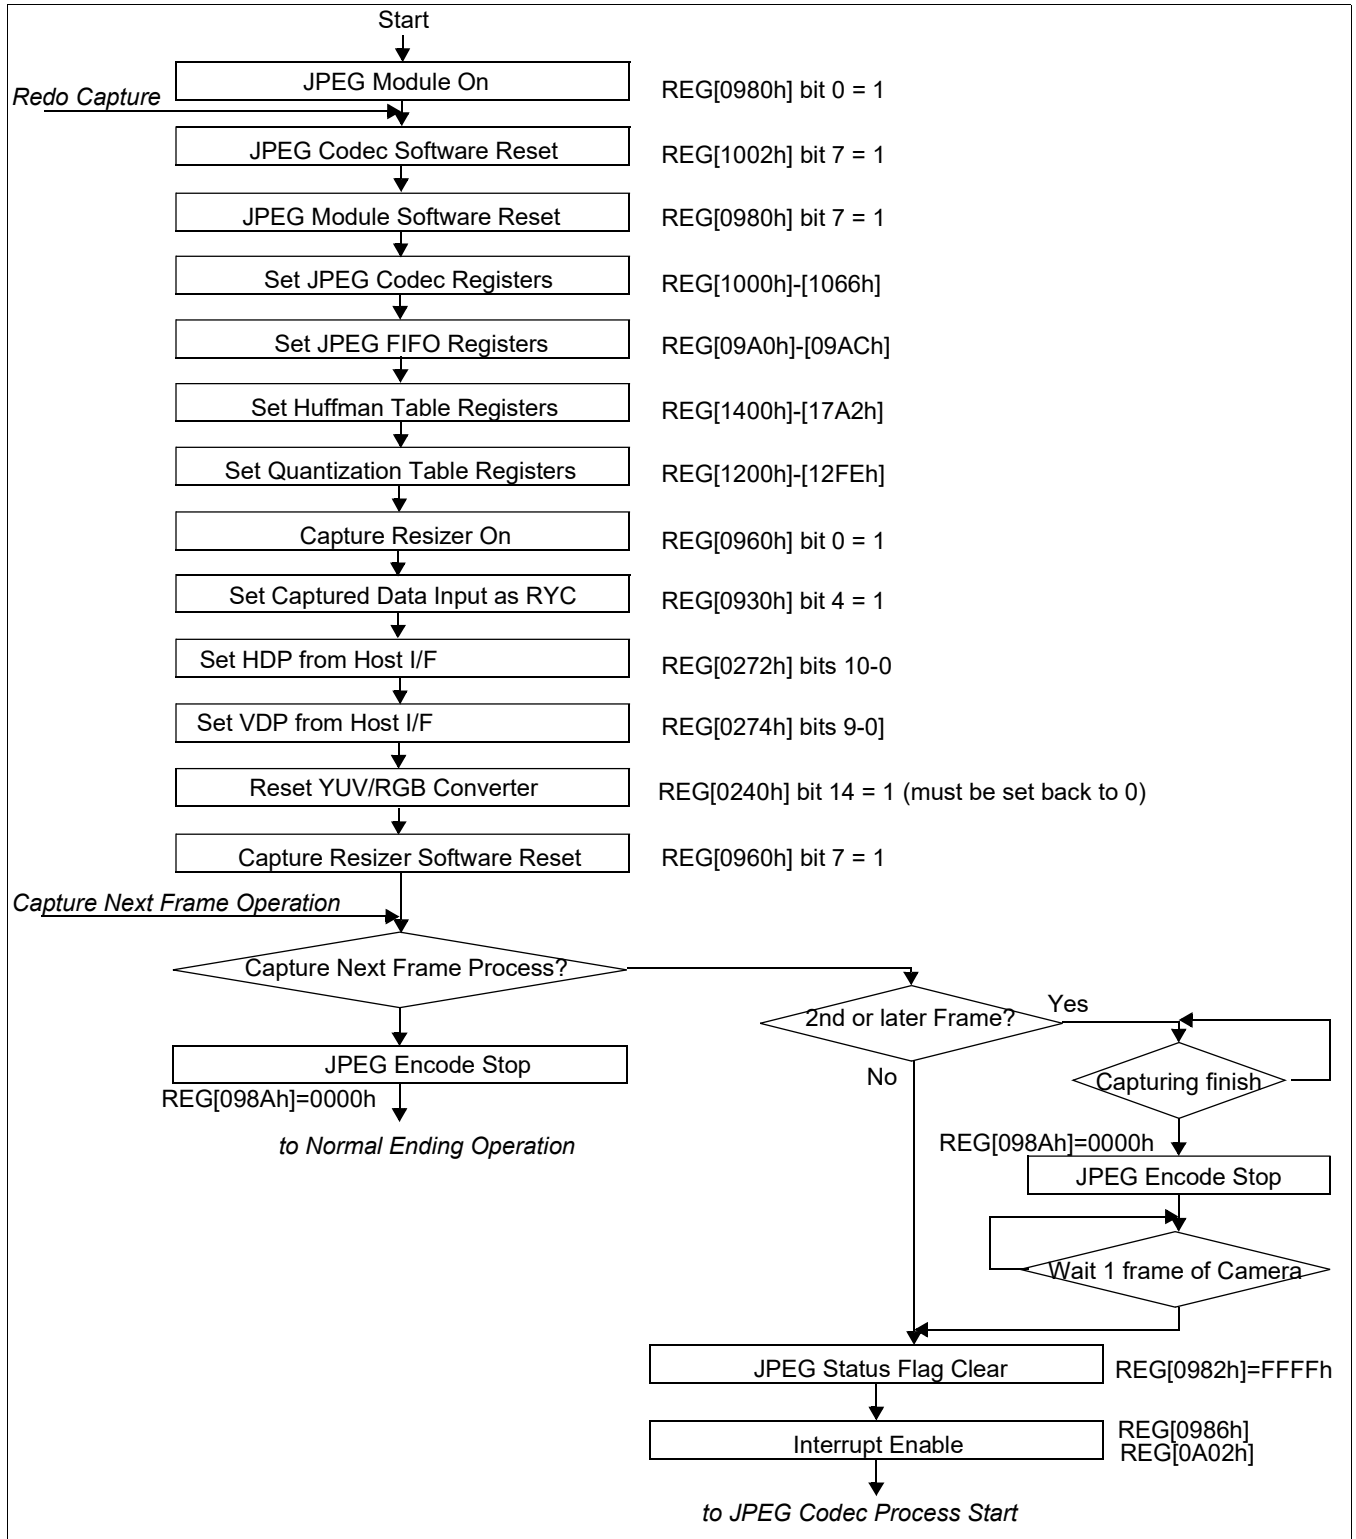 Start
JPEG Module On
REG[0980h] bit 0 = 1
Redo Capture
JPEG Codec Software Reset
REG[1002h] bit 7 = 1
JPEG Module Software Reset
REG[0980h] bit 7 = 1
Set JPEG Codec Registers
REG[1000h]-[1066h]
Set JPEG FIFO Registers
REG[09A0h]-[09ACh]
Set Huffman Table Registers
REG[1400h]-[17A2h]
Set Quantization Table Registers
REG[1200h]-[12FEh]
Capture Resizer On
REG[0960h] bit 0 = 1
Set Captured Data Input as RYC
REG[0930h] bit 4 = 1
Set HDP from Host I/F
REG[0272h] bits 10-0
Set VDP from Host I/F
REG[0274h] bits 9-0]
Reset YUV/RGB Converter
REG[0240h] bit 14 = 1 (must be set back to 0)
Capture Resizer Software Reset
REG[0960h] bit 7 = 1
Capture Next Frame Operation
Capture Next Frame Process?
2nd or later Frame?
Yes
No
Capturing finish
JPEG Encode Stop
REG[098Ah]=0000h
to Normal Ending Operation
REG[098Ah]=0000h
JPEG Encode Stop
Wait 1 frame of Camera
JPEG Status Flag Clear
REG[0982h]=FFFFh
Interrupt Enable
REG[0986h]
REG[0A02h]
to JPEG Codec Process Start